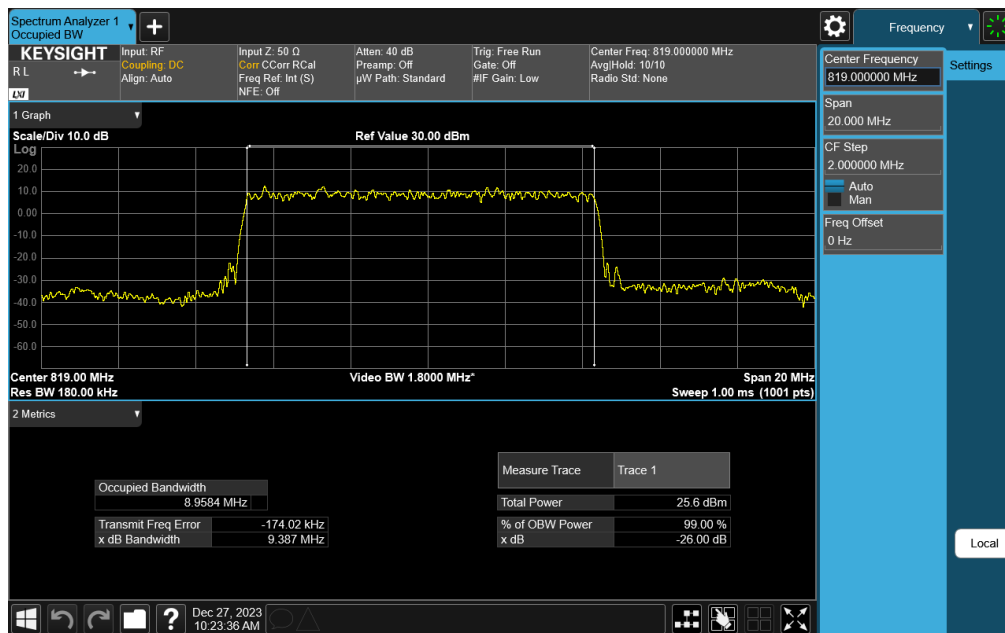 Spectrum Analyzer 1
Occupied BW
Frequency
KEYSIGHT
R L
LXI
Input: RF
Coupling: DC
Align: Auto
Input Z: 50 Ω
Corr CCorr RCal
Freq Ref: Int (S)
NFE: Off
Atten: 40 dB
Preamp: Off
µW Path: Standard
Trig: Free Run
Gate: Off
#IF Gain: Low
Center Freq: 819.000000 MHz
Avg|Hold: 10/10
Radio Std: None
Center Frequency
819.000000 MHz
Settings
Span
20.000 MHz
CF Step
2.000000 MHz
Auto
Man
Freq Offset
0 Hz
1 Graph
Scale/Div 10.0 dB
Ref Value 30.00 dBm
Log
20.0
10.0
0.00
-10.0
-20.0
-30.0
-40.0
-50.0
-60.0
Center 819.00 MHz
Video BW 1.8000 MHz*
Span 20 MHz
Res BW 180.00 kHz
Sweep 1.00 ms (1001 pts)
2 Metrics
Measure Trace
Trace 1
Occupied Bandwidth
8.9584 MHz
Total Power
25.6 dBm
Transmit Freq Error
-174.02 kHz
% of OBW Power
99.00 %
x dB Bandwidth
9.387 MHz
x dB
-26.00 dB
Local
Dec 27, 2023
10:23:36 AM